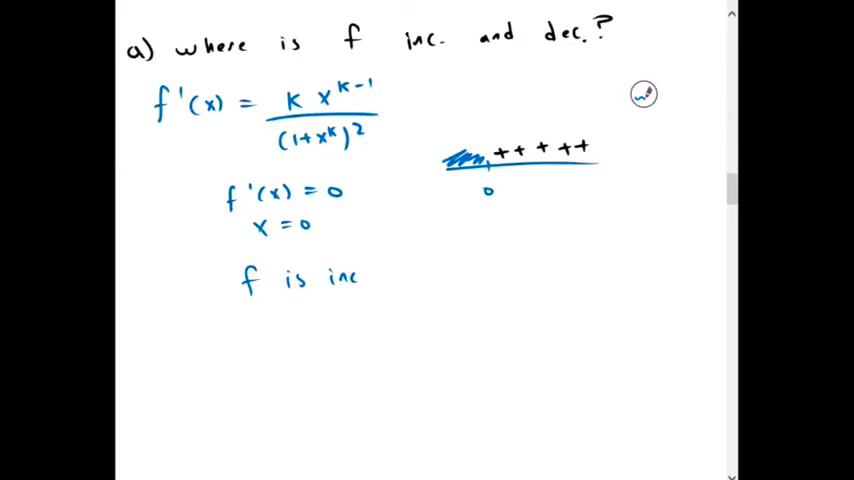 a) where is f inc. and dec.?
f'(x) = k x^(k-1) / (1+x^k)^2
+ + + + +
0
f'(x) = 0
x = 0
f is inc